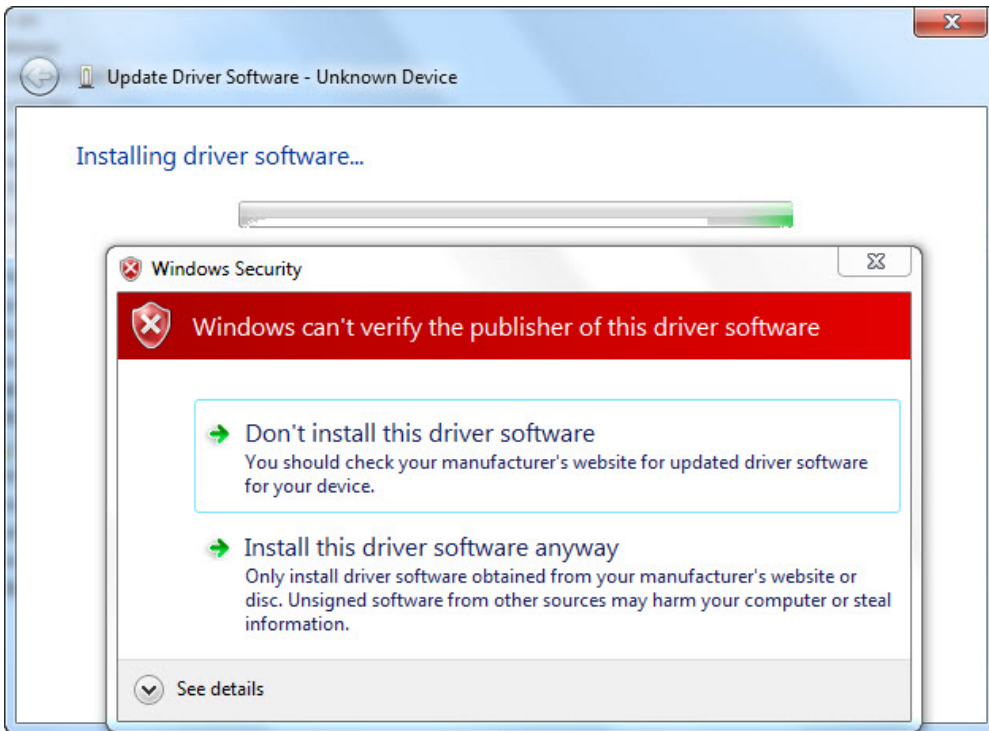 Update Driver Software - Unknown Device
Installing driver software...
Windows Security
Windows can't verify the publisher of this driver software
Don't install this driver software
You should check your manufacturer's website for updated driver software
for your device.
Install this driver software anyway
Only install driver software obtained from your manufacturer's website or
disc. Unsigned software from other sources may harm your computer or steal
information.
See details